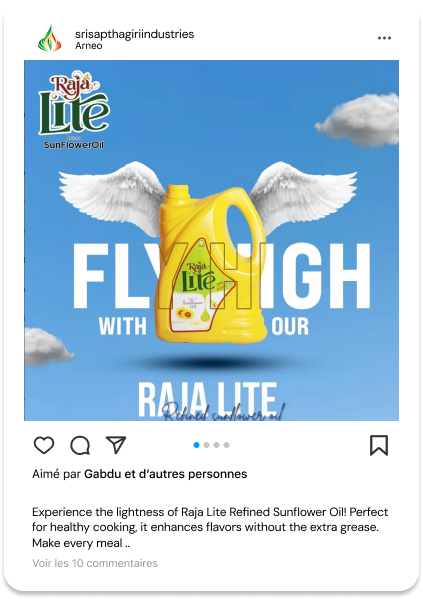 srisapthagiriindustries
Arneo
Raja
Lite
Refined
SunFlowerOil
FLY HIGH
WITH OUR
Raja
Lite
RAJA LITE
Refined sunflower oil
Aimé par Gabdu et d'autres personnes
Experience the lightness of Raja Lite Refined Sunflower Oil! Perfect
for healthy cooking, it enhances flavors without the extra grease.
Make every meal ..
Voir les 10 commentaires